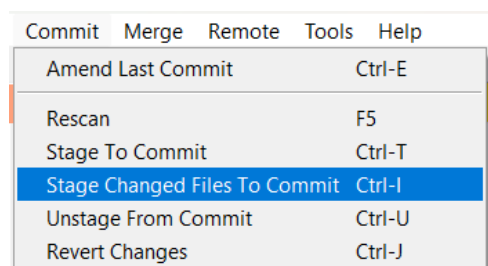 Commit Merge Remote Tools Help
Amend Last Commit Ctrl-E
Rescan F5
Stage To Commit Ctrl-T
Stage Changed Files To Commit Ctrl-I
Unstage From Commit Ctrl-U
Revert Changes Ctrl-J